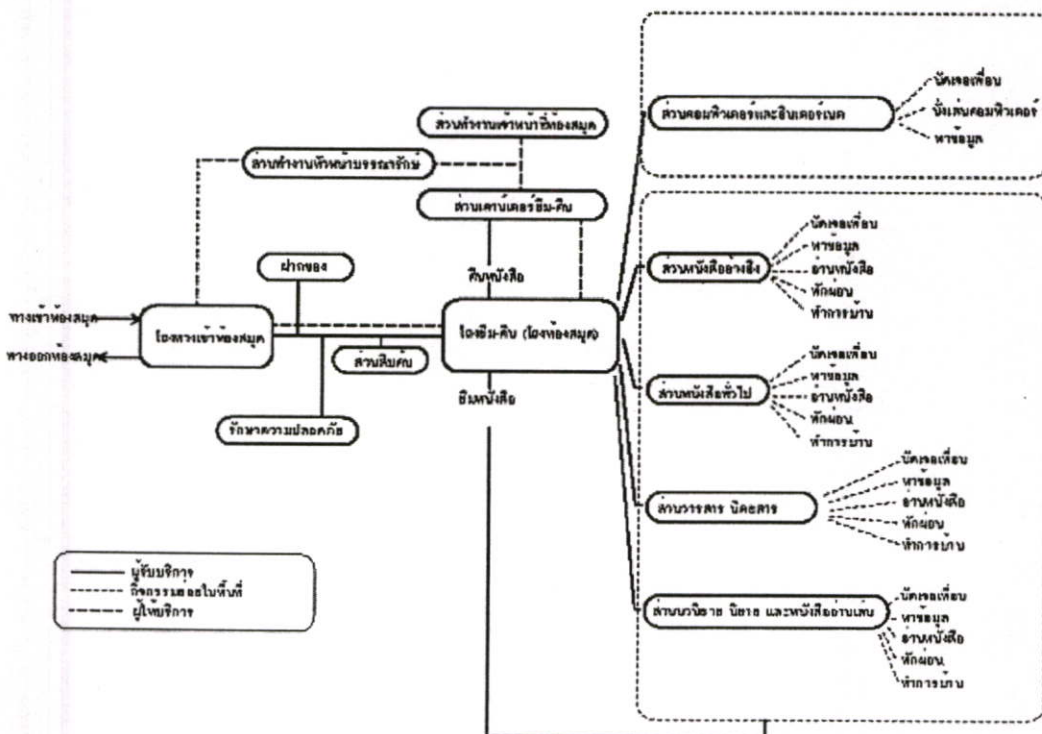 นัดเจอเพื่อน
ส่วนคอมพิวเตอร์และอินเตอร์เนต
นั่งเล่นคอมพิวเตอร์
หาข้อมูล
ส่วนทำงานเจ้าหน้าที่ห้องสมุด
ส่วนทำงานหัวหน้าบรรณารักษ์
ส่วนเคาน์เตอร์ยืม-คืน
ฝากของ
คืนหนังสือ
ทางเข้าห้องสมุด
ทางออกห้องสมุด
โถงทางเข้าห้องสมุด
โถงยืม-คืน (โถงห้องสมุด)
ส่วนสืบค้น
ยืมหนังสือ
รักษาความปลอดภัย
ส่วนหนังสืออ้างอิง
นัดเจอเพื่อน
หาข้อมูล
อ่านหนังสือ
พักผ่อน
ทำการบ้าน
ส่วนหนังสือทั่วไป
นัดเจอเพื่อน
หาข้อมูล
อ่านหนังสือ
พักผ่อน
ทำการบ้าน
ส่วนวารสาร นิตยสาร
นัดเจอเพื่อน
หาข้อมูล
อ่านหนังสือ
พักผ่อน
ทำการบ้าน
ส่วนนวนิยาย นิยาย และหนังสืออ่านเล่น
นัดเจอเพื่อน
หาข้อมูล
อ่านหนังสือ
พักผ่อน
ทำการบ้าน
ผู้รับบริการ
กิจกรรมย่อยในพื้นที่
ผู้ให้บริการ